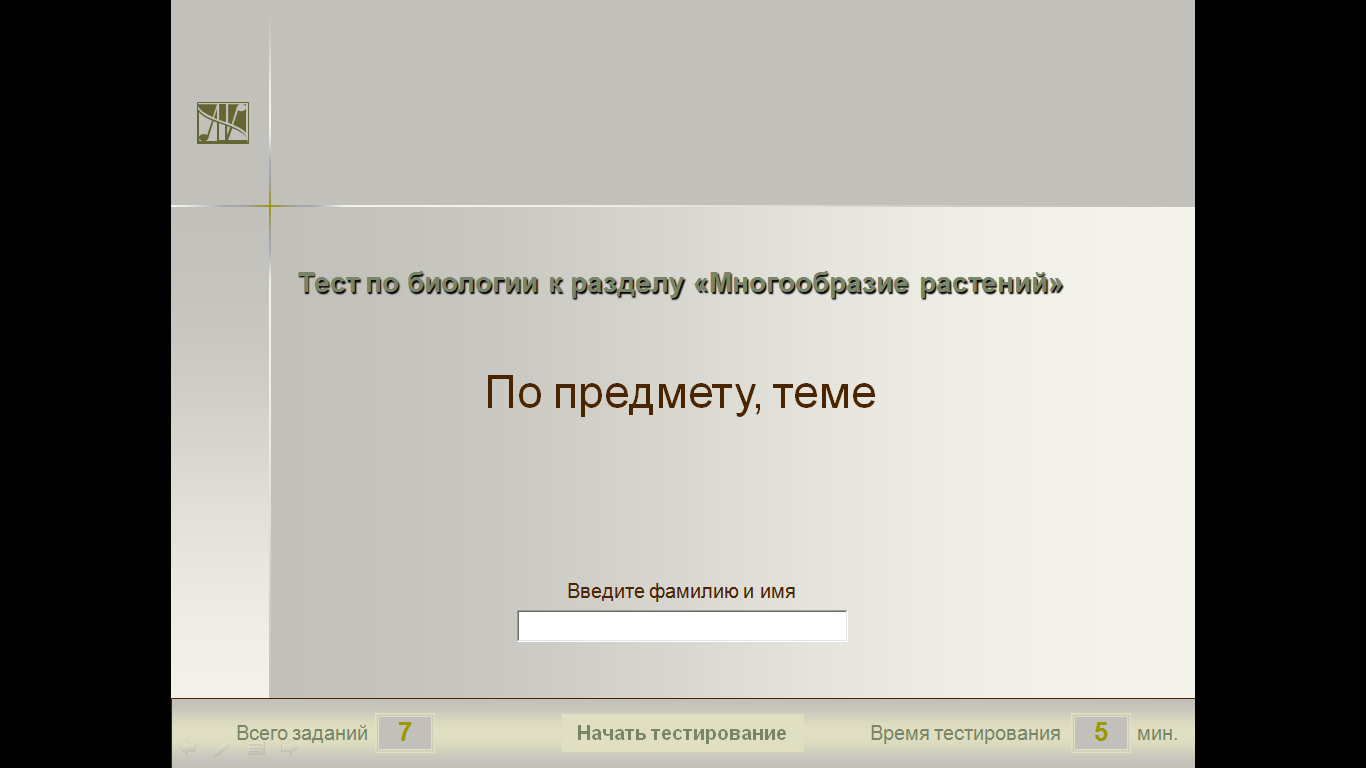 Тест по биологии к разделу «Многообразие растений»
По предмету, теме
Введите фамилию и имя
Всего заданий 7 Начать тестирование Время тестирования 5 мин.